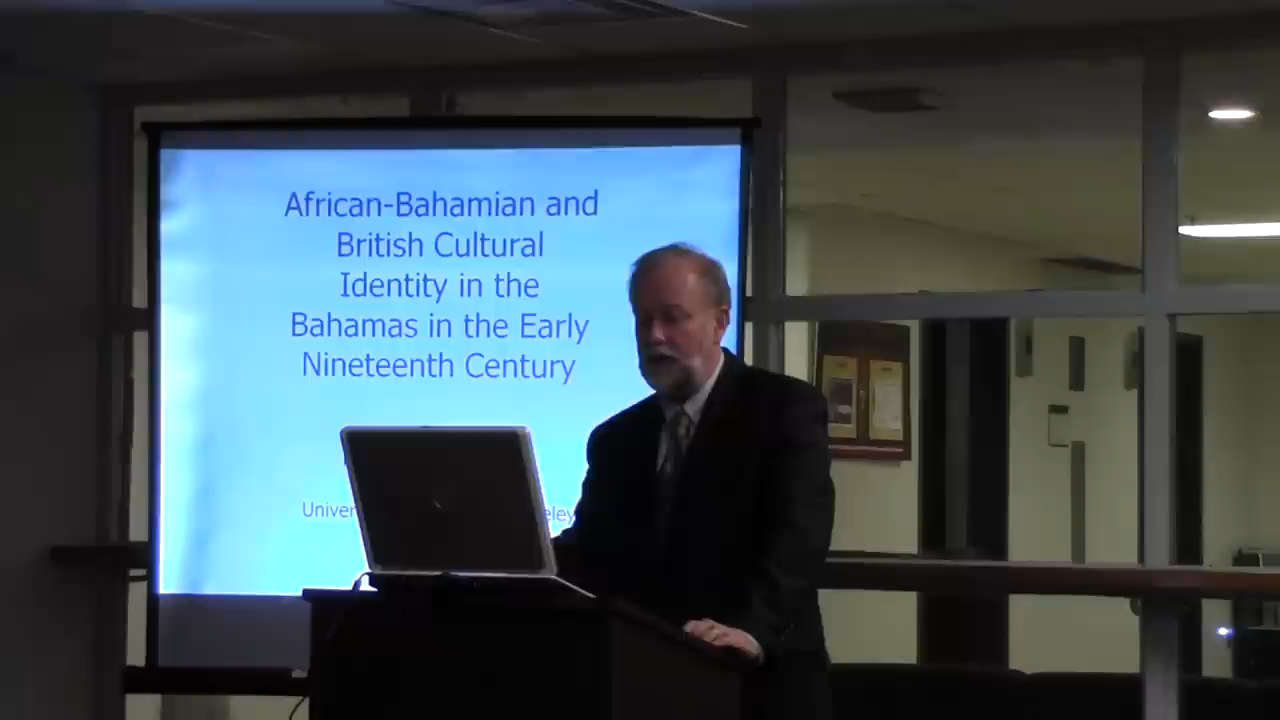 African-Bahamian and
British Cultural
Identity in the
Bahamas in the Early
Nineteenth Century